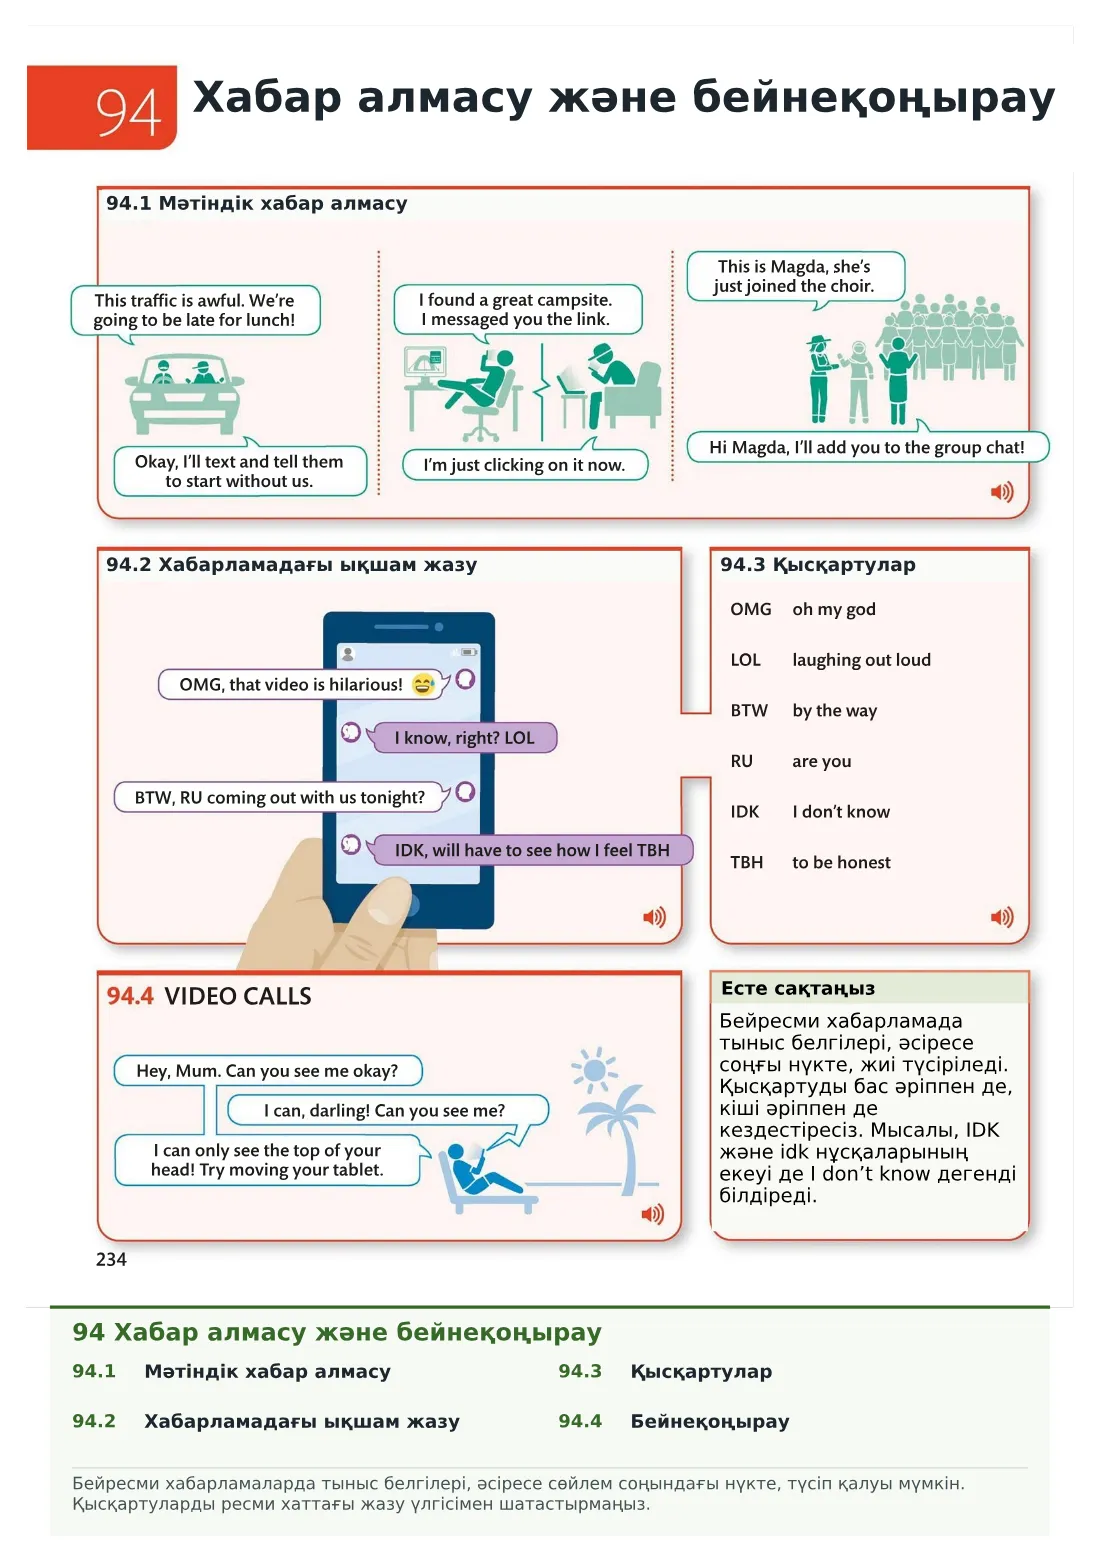 94
Хабар алмасу және бейнеқоңырау
94.1 Мәтіндік хабар алмасу
This traffic is awful. We're
going to be late for lunch!
Okay, I'll text and tell them
to start without us.
I found a great campsite.
I messaged you the link.
I'm just clicking on it now.
This is Magda, she's
just joined the choir.
Hi Magda, I'll add you to the group chat!
94.2 Хабарламадағы ықшам жазу
OMG, that video is hilarious! 😅
I know, right? LOL
BTW, RU coming out with us tonight?
IDK, will have to see how I feel TBH
94.3 Қысқартулар
OMG oh my god
LOL laughing out loud
BTW by the way
RU are you
IDK I don't know
TBH to be honest
94.4 VIDEO CALLS
Hey, Mum. Can you see me okay?
I can, darling! Can you see me?
I can only see the top of your
head! Try moving your tablet.
Есте сақтаңыз
Бейресми хабарламада
тыныс белгілері, әсіресе
соңғы нүкте, жиі түсіріледі.
Қысқартуды бас әріппен де,
кіші әріппен де
кездестіресіз. Мысалы, IDK
және idk нұсқаларының
екеуі де I don't know дегенді
білдіреді.
234
94 Хабар алмасу және бейнеқоңырау
94.1 Мәтіндік хабар алмасу
94.2 Хабарламадағы ықшам жазу
94.3 Қысқартулар
94.4 Бейнеқоңырау
Бейресми хабарламаларда тыныс белгілері, әсіресе сөйлем соңындағы нүкте, түсіп қалуы мүмкін.
Қысқартуларды ресми хаттағы жазу үлгісімен шатастырмаңыз.